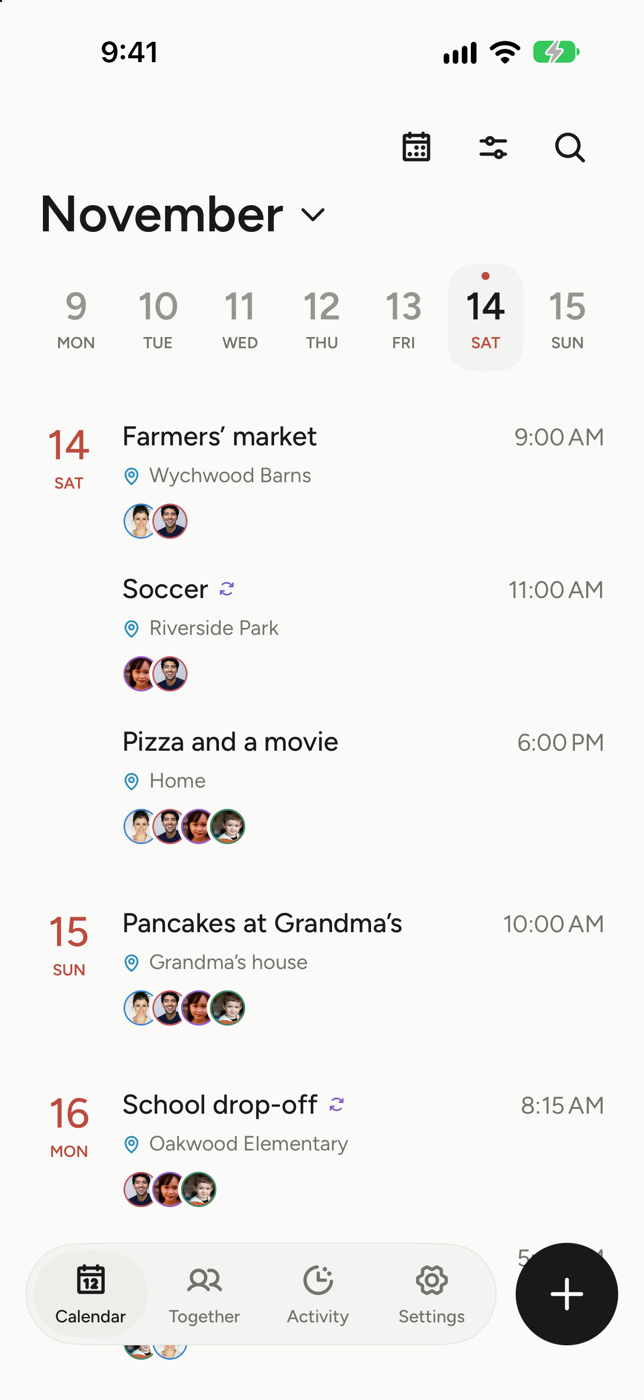 9:41
November
9 10 11 12 13 14 15
MON TUE WED THU FRI SAT SUN
14 Farmers’ market 9:00 AM
SAT Wychwood Barns
Soccer 11:00 AM
Riverside Park
Pizza and a movie 6:00 PM
Home
15 Pancakes at Grandma’s 10:00 AM
SUN Grandma’s house
16 School drop-off 8:15 AM
MON Oakwood Elementary
12
Calendar Together Activity Settings